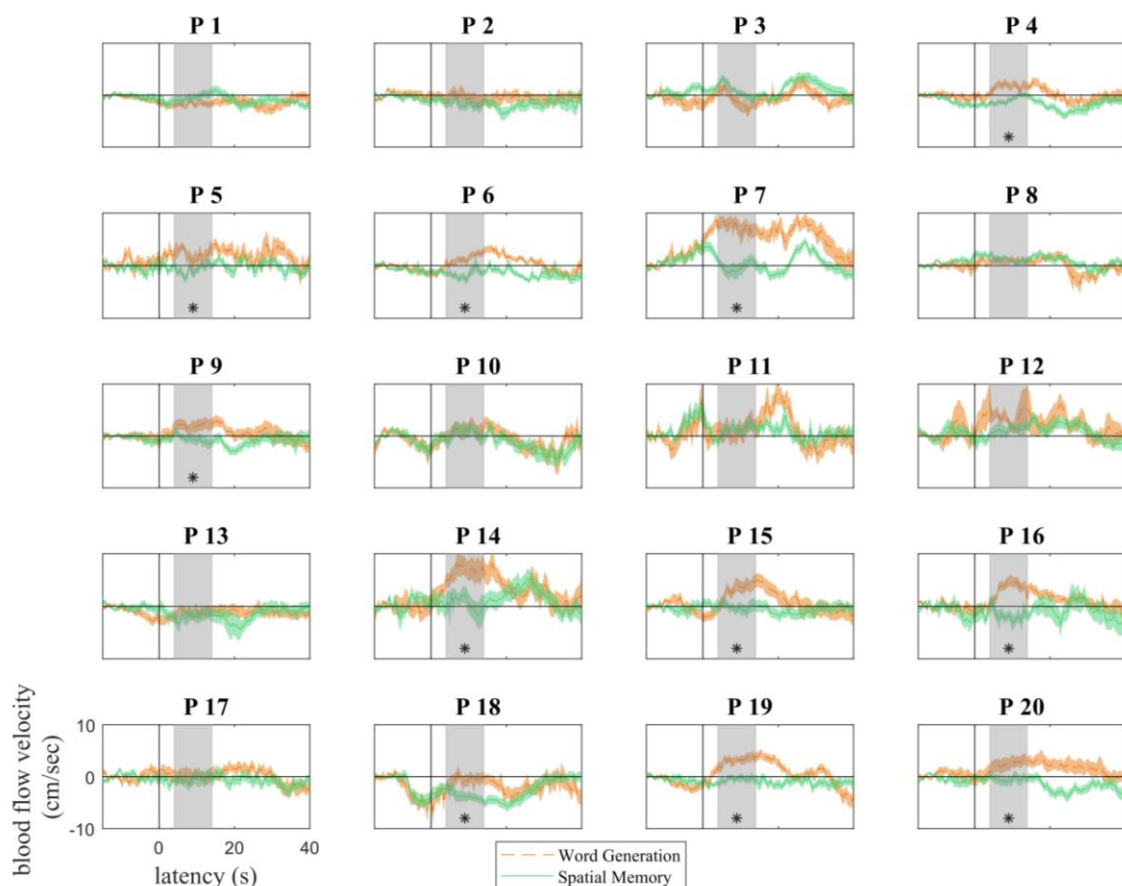 P 1 P 2 P 3 P 4
*
P 5 P 6 P 7 P 8
* * *
P 9 P 10 P 11 P 12
*
P 13 P 14 P 15 P 16
* * *
P 17 P 18 P 19 P 20
10
0
-10
* * *
0 20 40
blood flow velocity
(cm/sec)
latency (s)
Word Generation
Spatial Memory